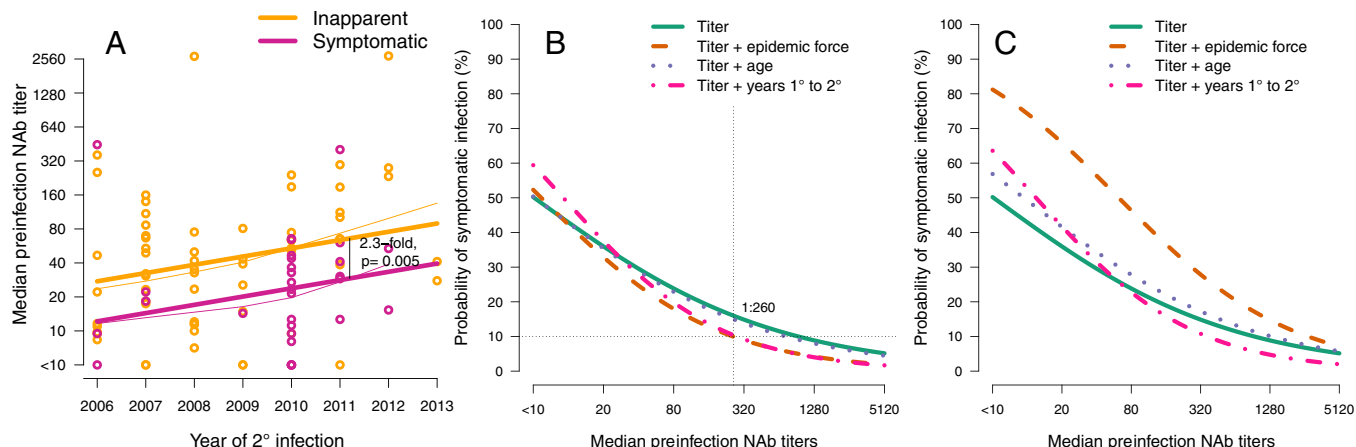 A
Inapparent
Symptomatic
Median preinfection NAb titer
2560
1280
640
320
160
80
40
20
10
<10
2.3−fold,
p= 0.005
2006 2007 2008 2009 2010 2011 2012 2013
Year of 2° infection
B
Titer
Titer + epidemic force
Titer + age
Titer + years 1° to 2°
Probability of symptomatic infection (%)
100
90
80
70
60
50
40
30
20
10
0
1:260
<10 20 80 320 1280 5120
Median preinfection NAb titers
C
Titer
Titer + epidemic force
Titer + age
Titer + years 1° to 2°
Probability of symptomatic infection (%)
100
90
80
70
60
50
40
30
20
10
0
<10 20 80 320 1280 5120
Median preinfection NAb titers